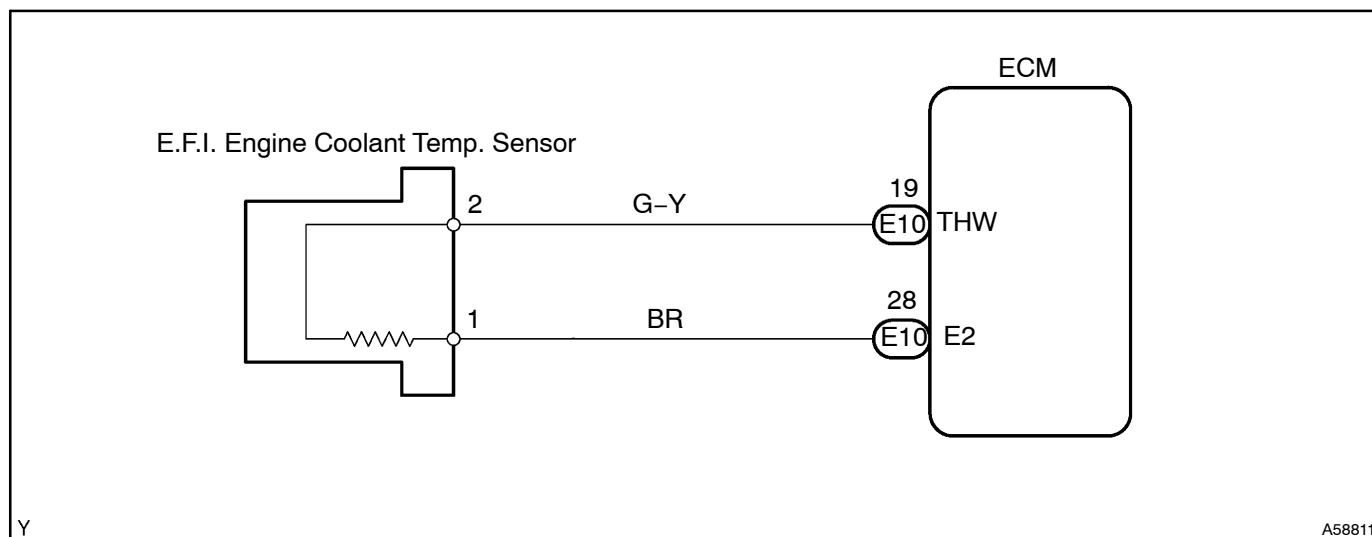 ECM
E.F.I. Engine Coolant Temp. Sensor
2
G−Y
19
E10
THW
1
BR
28
E10
E2
Y
A58811